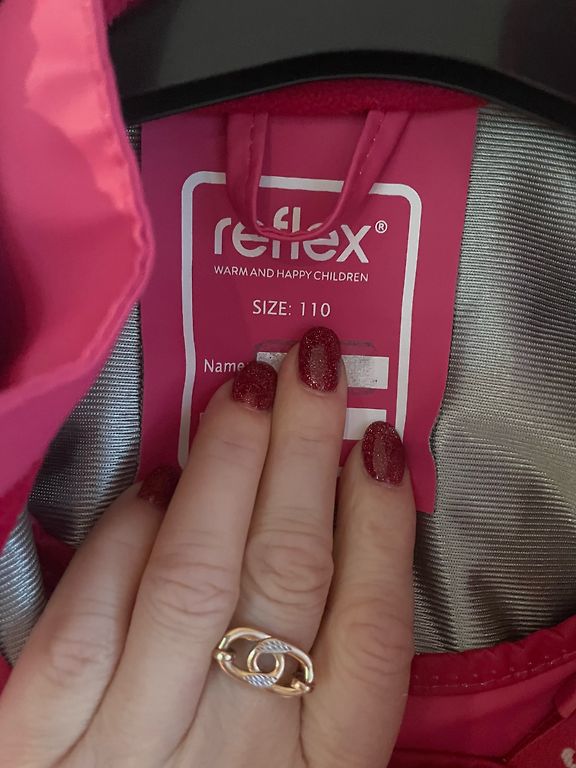 reflex®
WARM AND HAPPY CHILDREN
SIZE: 110
Name